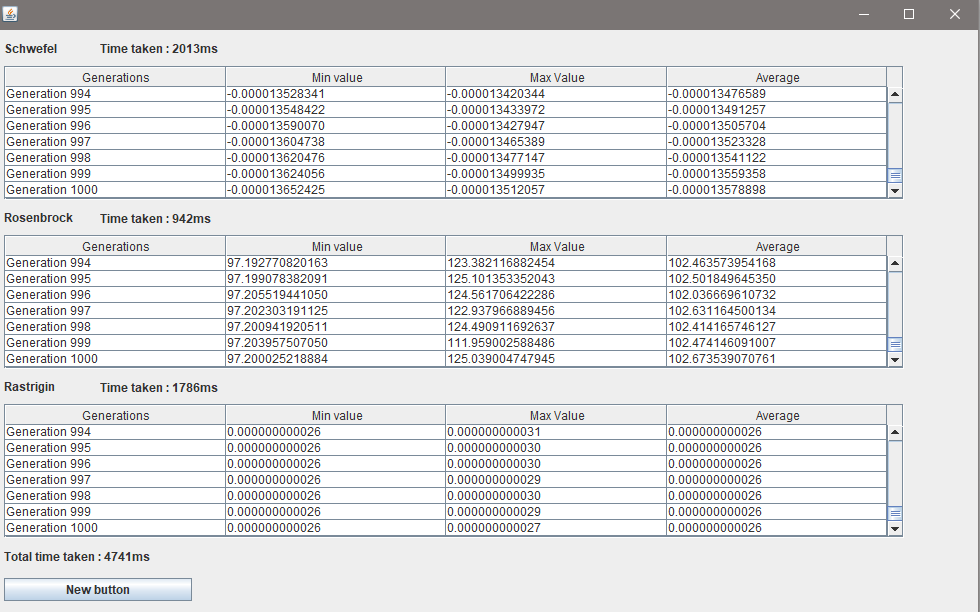 Schwefel Time taken : 2013ms
Generations Min value Max Value Average
Generation 994 -0.000013528341 -0.000013420344 -0.000013476589
Generation 995 -0.000013548422 -0.000013433972 -0.000013491257
Generation 996 -0.000013590070 -0.000013427947 -0.000013505704
Generation 997 -0.000013604738 -0.000013465389 -0.000013523328
Generation 998 -0.000013620476 -0.000013477147 -0.000013541122
Generation 999 -0.000013624056 -0.000013499935 -0.000013559358
Generation 1000 -0.000013652425 -0.000013512057 -0.000013578898
Rosenbrock Time taken : 942ms
Generations Min value Max Value Average
Generation 994 97.192770820163 123.382116882454 102.463573954168
Generation 995 97.199078382091 125.101353352043 102.501849645350
Generation 996 97.205519441050 124.561706422286 102.036669610732
Generation 997 97.202303191125 122.937966889456 102.631164500134
Generation 998 97.200941920511 124.490911692637 102.414165746127
Generation 999 97.203957507050 111.959002588486 102.474146091007
Generation 1000 97.200025218884 125.039004747945 102.673539070761
Rastrigin Time taken : 1786ms
Generations Min value Max Value Average
Generation 994 0.000000000026 0.000000000031 0.000000000026
Generation 995 0.000000000026 0.000000000030 0.000000000026
Generation 996 0.000000000026 0.000000000030 0.000000000026
Generation 997 0.000000000026 0.000000000029 0.000000000026
Generation 998 0.000000000026 0.000000000030 0.000000000026
Generation 999 0.000000000026 0.000000000029 0.000000000026
Generation 1000 0.000000000026 0.000000000027 0.000000000026
Total time taken : 4741ms
New button